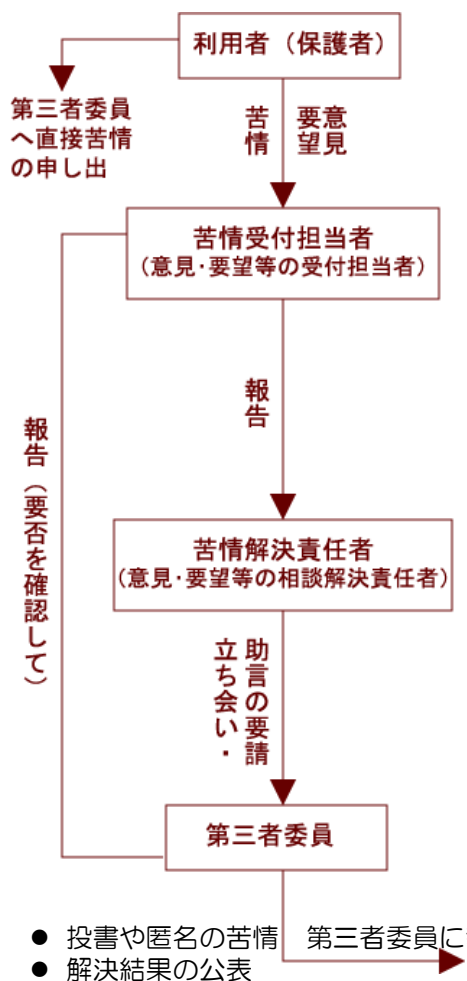 利用者（保護者）
第三者委員
へ直接苦情
の申し出
苦情
意見
要望
苦情受付担当者
（意見･要望等の受付担当者）
報告
報告（要否を確認して）
苦情解決責任者
（意見･要望等の相談解決責任者）
助言の要請
立ち会い・
第三者委員
● 投書や匿名の苦情　第三者委員に
● 解決結果の公表